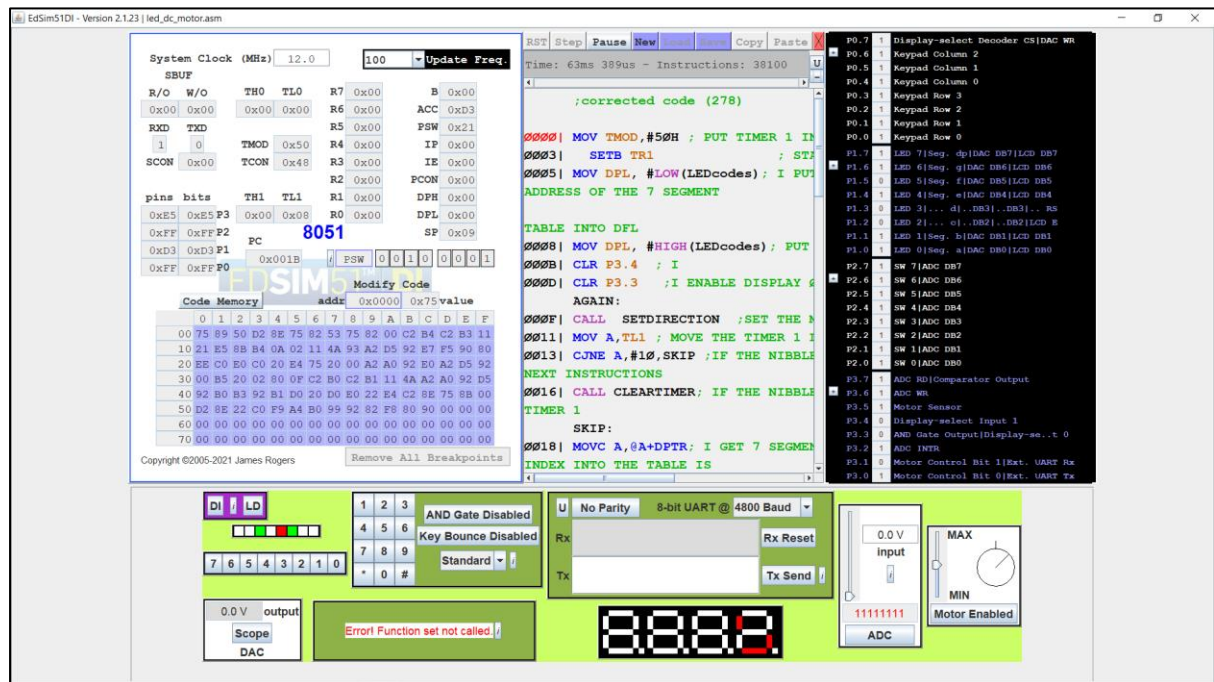 EdSim51DI - Version 2.1.23 | led_dc_motor.asm
System Clock (MHz) 12.0 100 Update Freq.
SBUF
R/O W/O TH0 TL0 R7 0x00 B 0x00
0x00 0x00 0x00 0x00 R6 0x00 ACC 0xD3
RXD TXD R5 0x00 PSW 0x21
1 0 TMOD 0x50 R4 0x00 IP 0x00
SCON 0x00 TCON 0x48 R3 0x00 IE 0x00
R2 0x00 PCON 0x00
pins bits TH1 TL1 R1 0x00 DPH 0x00
0xE5 0xE5 P3 0x00 0x08 R0 0x00 DPL 0x00
0xFF 0xFF P2 8051 SP 0x09
0xD3 0xD3 P1 PC
0xFF 0xFF P0 0x001B i PSW 0 0 1 0 0 0 0 1
EDSIM51 DI
Modify Code
Code Memory addr 0x0000 0x75 value
0 1 2 3 4 5 6 7 8 9 A B C D E F
00 75 89 50 D2 8E 75 82 53 75 82 00 C2 B4 C2 B3 11
10 21 E5 8B B4 0A 02 11 4A 93 A2 D5 92 E7 F5 90 80
20 EE C0 E0 C0 20 E4 75 20 00 A2 A0 92 E0 A2 D5 92
30 00 B5 20 02 80 0F C2 B0 C2 B1 11 4A A2 A0 92 D5
40 92 B0 B3 92 B1 D0 20 D0 E0 22 E4 C2 8E 75 8B 00
50 D2 8E 22 C0 F9 A4 B0 99 92 82 F8 80 90 00 00 00
60 00 00 00 00 00 00 00 00 00 00 00 00 00 00 00 00
70 00 00 00 00 00 00 00 00 00 00 00 00 00 00 00 00
Copyright ©2005-2021 James Rogers Remove All Breakpoints
RST Step Pause New Load Save Copy Paste X
Time: 63ms 389us - Instructions: 38100 U
;corrected code (278)
0000| MOV TMOD,#50H ; PUT TIMER 1 IN
0003| SETB TR1 ; STA
0005| MOV DPL, #LOW(LEDcodes); I PUT
ADDRESS OF THE 7 SEGMENT
TABLE INTO DFL
0008| MOV DPL, #HIGH(LEDcodes); PUT
000B| CLR P3.4 ; I
000D| CLR P3.3 ;I ENABLE DISPLAY 0
AGAIN:
000F| CALL SETDIRECTION ;SET THE M
0011| MOV A,TL1 ; MOVE THE TIMER 1 I
0013| CJNE A,#10,SKIP ;IF THE NIBBLE
NEXT INSTRUCTIONS
0016| CALL CLEARTIMER; IF THE NIBBLE
TIMER 1
SKIP:
0018| MOVC A,@A+DPTR; I GET 7 SEGMEN
INDEX INTO THE TABLE IS
P0.7 1 Display-select Decoder CS|DAC WR
P0.6 1 Keypad Column 2
P0.5 1 Keypad Column 1
P0.4 1 Keypad Column 0
P0.3 1 Keypad Row 3
P0.2 1 Keypad Row 2
P0.1 1 Keypad Row 1
P0.0 1 Keypad Row 0
P1.7 1 LED 7|Seg. dp|DAC DB7|LCD DB7
P1.6 1 LED 6|Seg. g|DAC DB6|LCD DB6
P1.5 0 LED 5|Seg. f|DAC DB5|LCD DB5
P1.4 1 LED 4|Seg. e|DAC DB4|LCD DB4
P1.3 0 LED 3|... d|..DB3|..DB3|.. RS
P1.2 0 LED 2|... c|..DB2|..DB2|LCD E
P1.1 1 LED 1|Seg. b|DAC DB1|LCD DB1
P1.0 1 LED 0|Seg. a|DAC DB0|LCD DB0
P2.7 1 SW 7|ADC DB7
P2.6 1 SW 6|ADC DB6
P2.5 1 SW 5|ADC DB5
P2.4 1 SW 4|ADC DB4
P2.3 1 SW 3|ADC DB3
P2.2 1 SW 2|ADC DB2
P2.1 1 SW 1|ADC DB1
P2.0 1 SW 0|ADC DB0
P3.7 1 ADC RD|Comparator Output
P3.6 1 ADC WR
P3.5 1 Motor Sensor
P3.4 0 Display-select Input 1
P3.3 0 AND Gate Output|Display-se..t 0
P3.2 1 ADC INTR
P3.1 0 Motor Control Bit 1|Ext. UART Rx
P3.0 1 Motor Control Bit 0|Ext. UART Tx
DI i LD
7 6 5 4 3 2 1 0
1 2 3
4 5 6
7 8 9
* 0 #
AND Gate Disabled
Key Bounce Disabled
Standard i
U No Parity 8-bit UART @ 4800 Baud
Rx Rx Reset
Tx Tx Send i
0.0 V
input
i
11111111
ADC
MAX
MIN
Motor Enabled
0.0 V output
Scope
DAC
Error! Function set not called. i